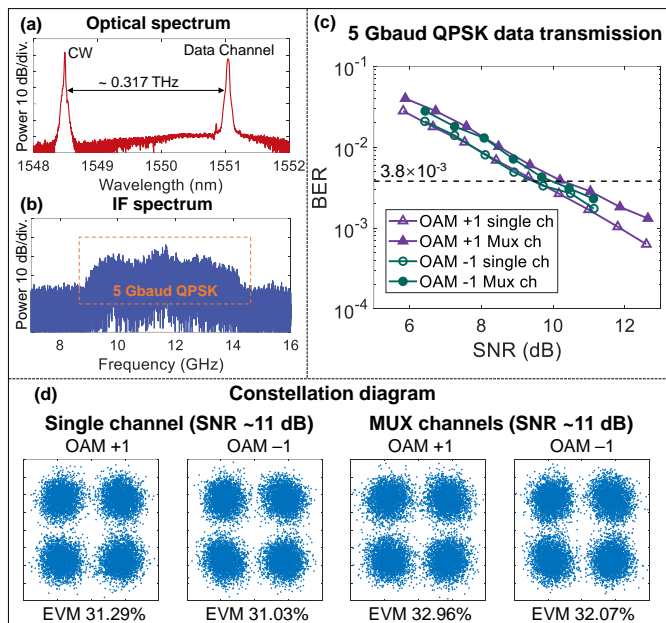 (a) Optical spectrum
Power 10 dB/div.
CW
Data Channel
~ 0.317 THz
1548 1549 1550 1551 1552
Wavelength (nm)
(b) IF spectrum
Power 10 dB/div.
5 Gbaud QPSK
8 10 12 14 16
Frequency (GHz)
(c) 5 Gbaud QPSK data transmission
BER
10⁻¹
10⁻²
3.8×10⁻³
10⁻³
10⁻⁴
OAM +1 single ch
OAM +1 Mux ch
OAM -1 single ch
OAM -1 Mux ch
6 8 10 12
SNR (dB)
(d) Constellation diagram
Single channel (SNR ~11 dB) MUX channels (SNR ~11 dB)
OAM +1 OAM −1 OAM +1 OAM −1
EVM 31.29% EVM 31.03% EVM 32.96% EVM 32.07%